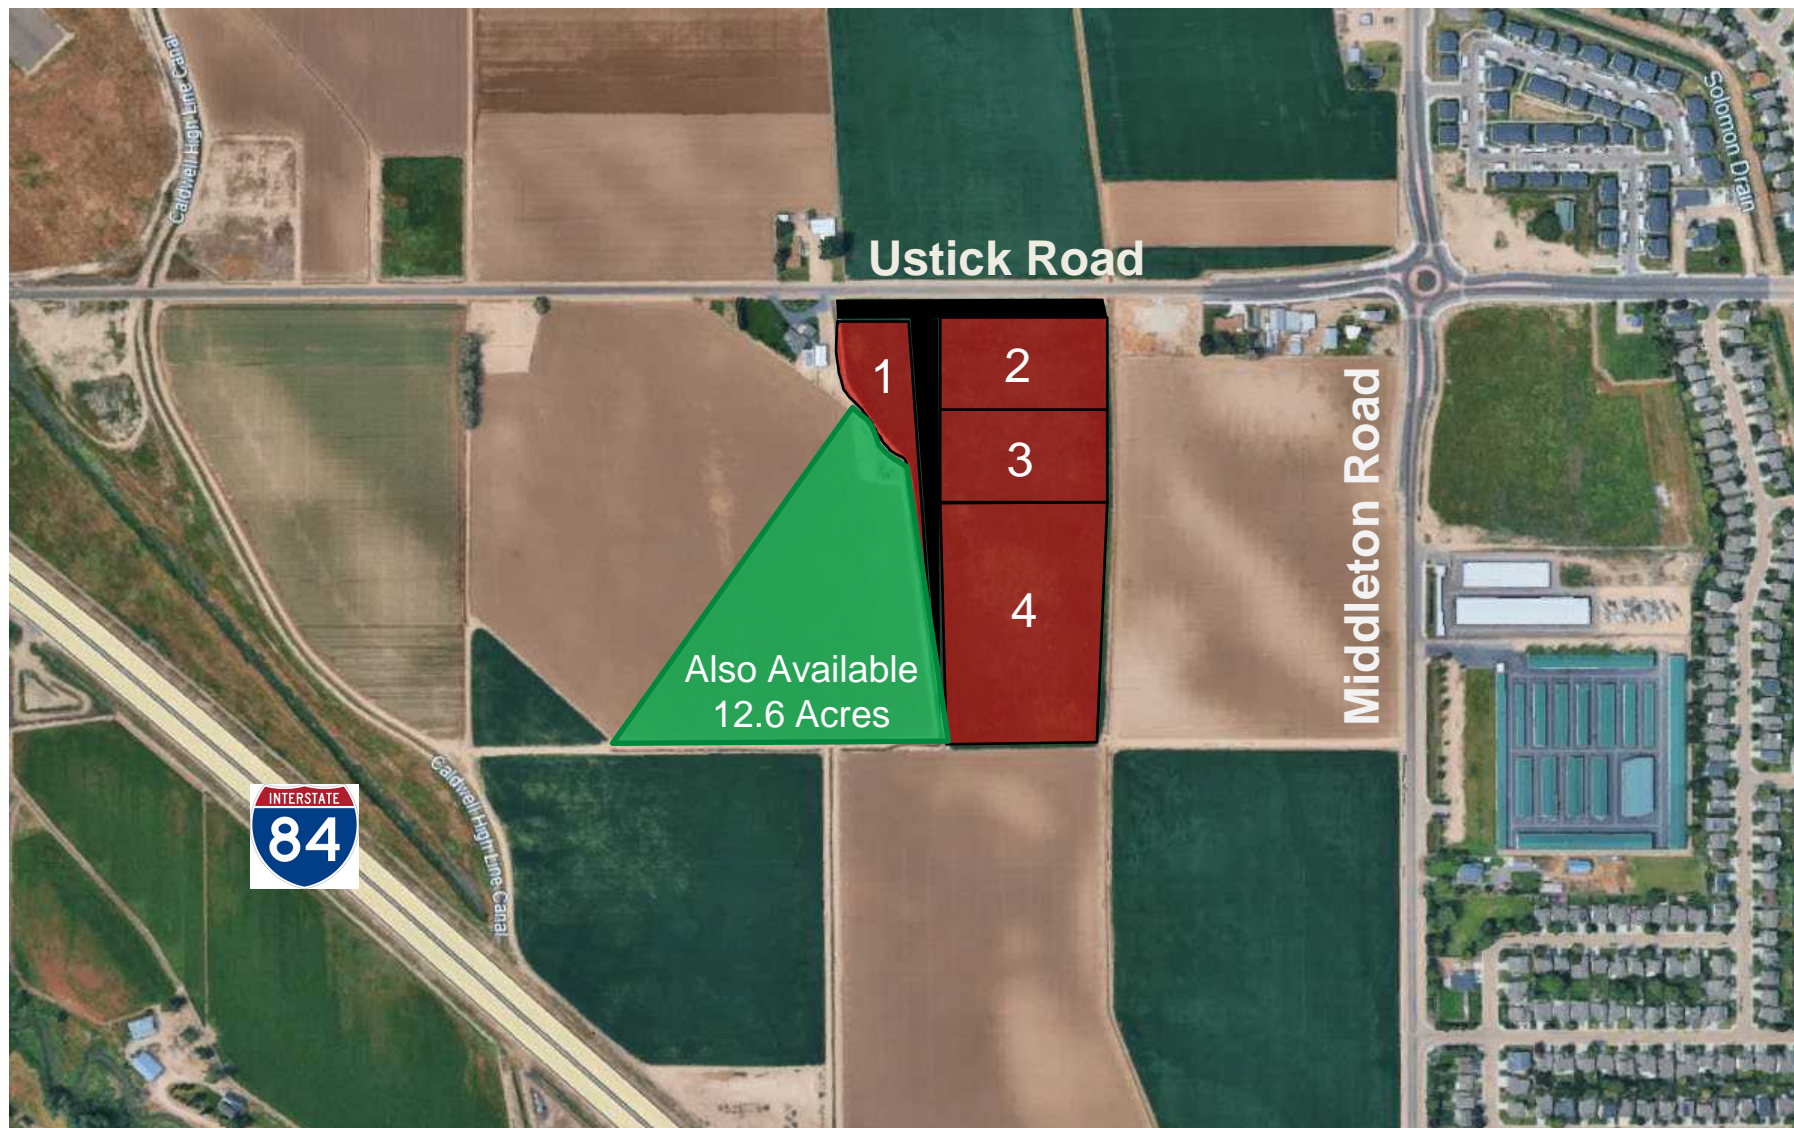 Caldwell High Line Canal
Solomon Drain
Ustick Road
1
2
3
4
Middleton Road
Also Available
12.6 Acres
Caldwell High Line Canal
INTERSTATE
84